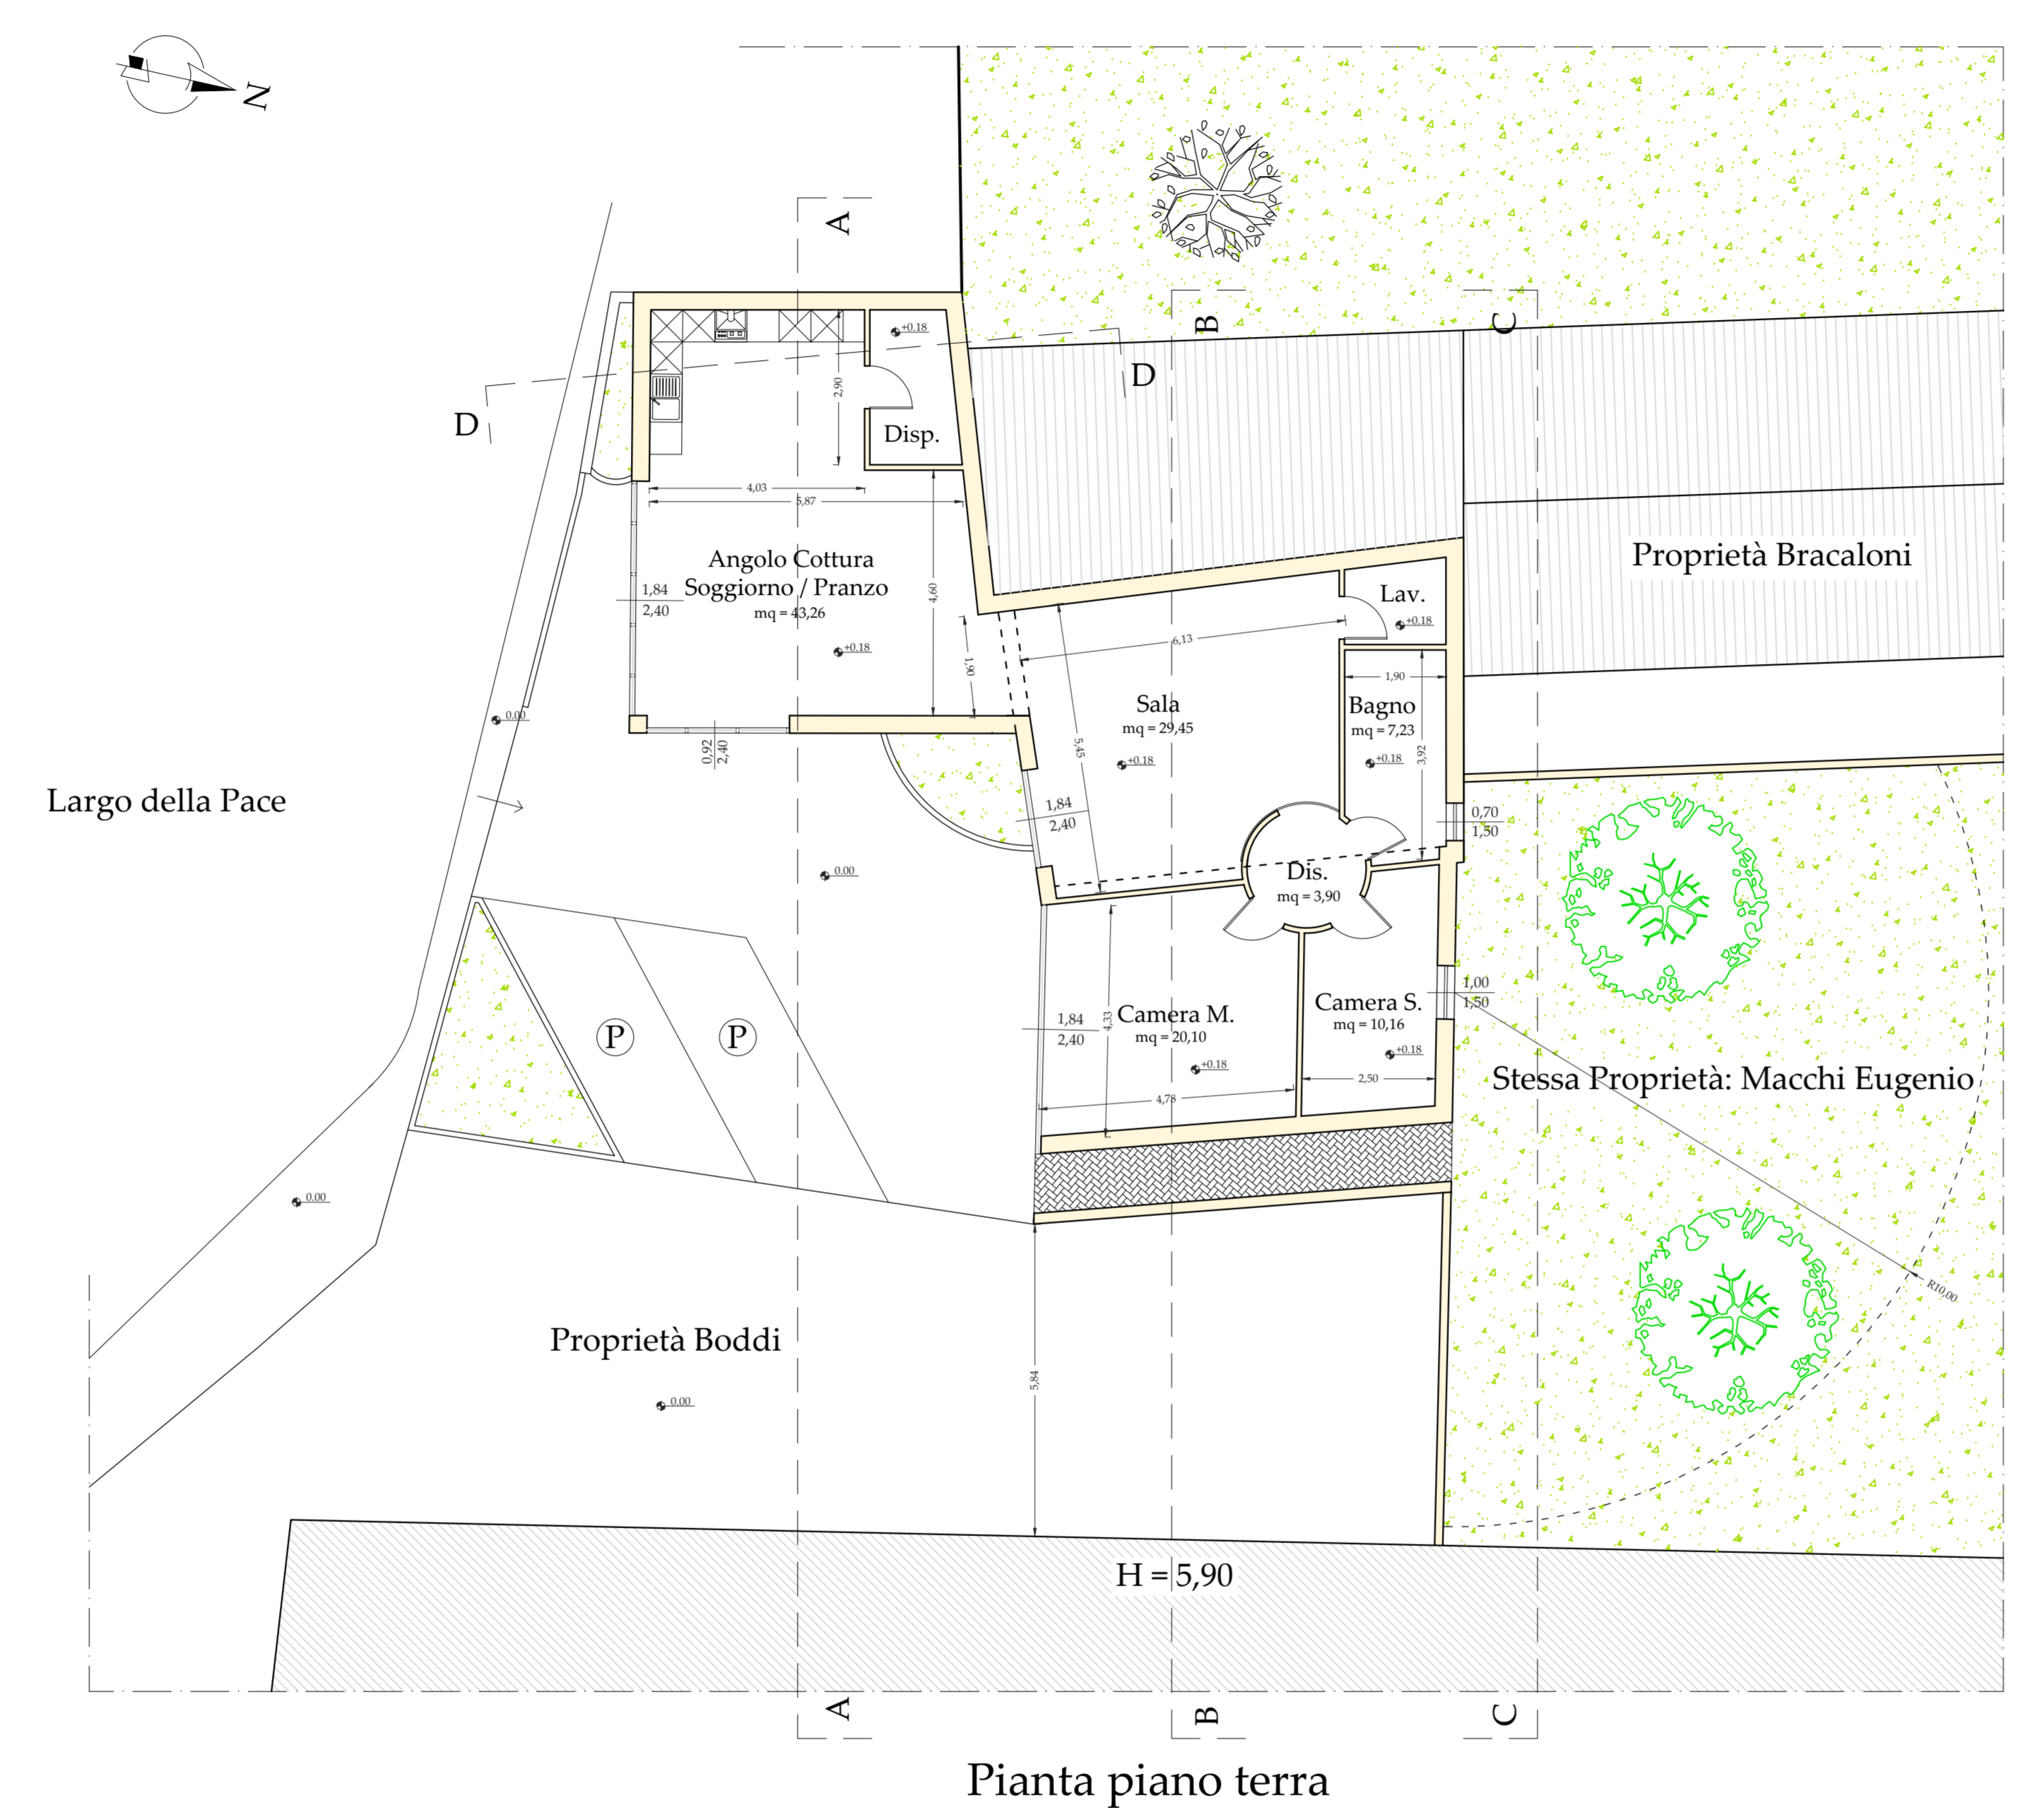 N
A
B
C
+0.18
D
D
2,90
Disp.
4,03
5,87
Proprietà Bracaloni
Angolo Cottura
Soggiorno / Pranzo
mq = 43,26
1,84
2,40
4,60
+0.18
1,90
Lav.
+0.18
6,13
1,90
Sala
mq = 29,45
+0.18
5,45
Bagno
mq = 7,23
+0.18
3,92
0.00
0,92
2,40
Largo della Pace
1,84
2,40
0,70
1,50
0.00
Dis.
mq = 3,90
P
P
1,84
2,40
4,33
Camera M.
mq = 20,10
+0.18
Camera S.
mq = 10,16
+0.18
1,00
1,50
4,78
2,50
Stessa Proprietà: Macchi Eugenio
0.00
R10,00
Proprietà Boddi
0.00
5,84
H = 5,90
A
B
C
Pianta piano terra